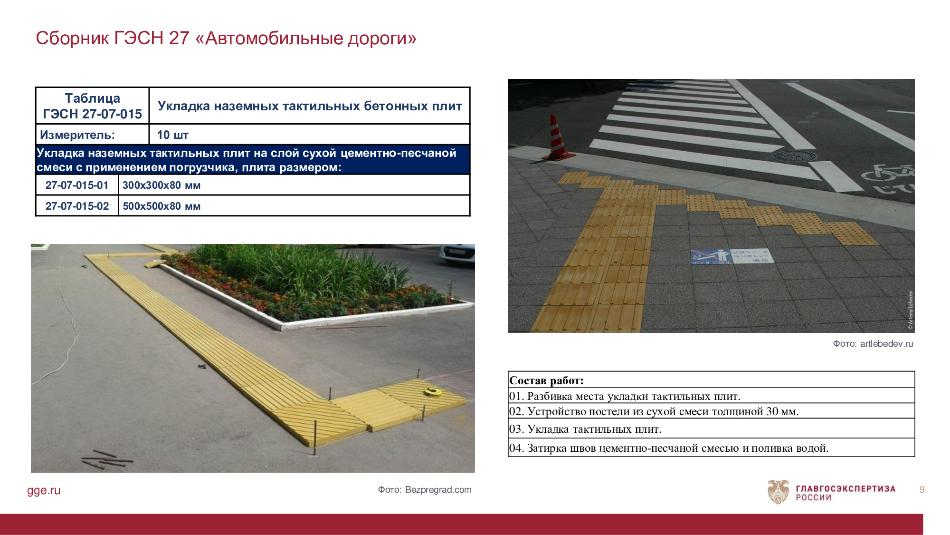 Сборник ГЭСН 27 «Автомобильные дороги»
Таблица
ГЭСН 27-07-015
Укладка наземных тактильных бетонных плит
Измеритель:
10 шт
Укладка наземных тактильных плит на слой сухой цементно-песчаной
смеси с применением погрузчика, плита размером:
27-07-015-01
300х300х80 мм
27-07-015-02
500х500х80 мм
Фото: artlebedev.ru
Состав работ:
01. Разбивка места укладки тактильных плит.
02. Устройство постели из сухой смеси толщиной 30 мм.
03. Укладка тактильных плит.
04. Затирка швов цементно-песчаной смесью и поливка водой.
gge.ru
Фото: Bezpregrad.com
ГЛАВГОСЭКСПЕРТИЗА
РОССИИ
9